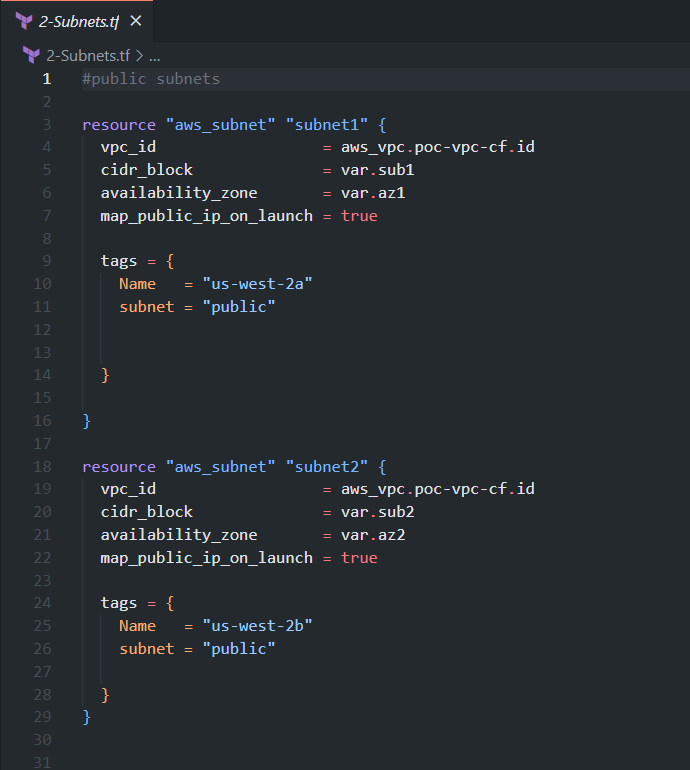 2-Subnets.tf ×
2-Subnets.tf > ...
1 #public subnets
2
3 resource "aws_subnet" "subnet1" {
4   vpc_id                  = aws_vpc.poc-vpc-cf.id
5   cidr_block              = var.sub1
6   availability_zone       = var.az1
7   map_public_ip_on_launch = true
8
9   tags = {
10     Name   = "us-west-2a"
11     subnet = "public"
12
13
14   }
15
16 }
17
18 resource "aws_subnet" "subnet2" {
19   vpc_id                  = aws_vpc.poc-vpc-cf.id
20   cidr_block              = var.sub2
21   availability_zone       = var.az2
22   map_public_ip_on_launch = true
23
24   tags = {
25     Name   = "us-west-2b"
26     subnet = "public"
27
28   }
29 }
30
31